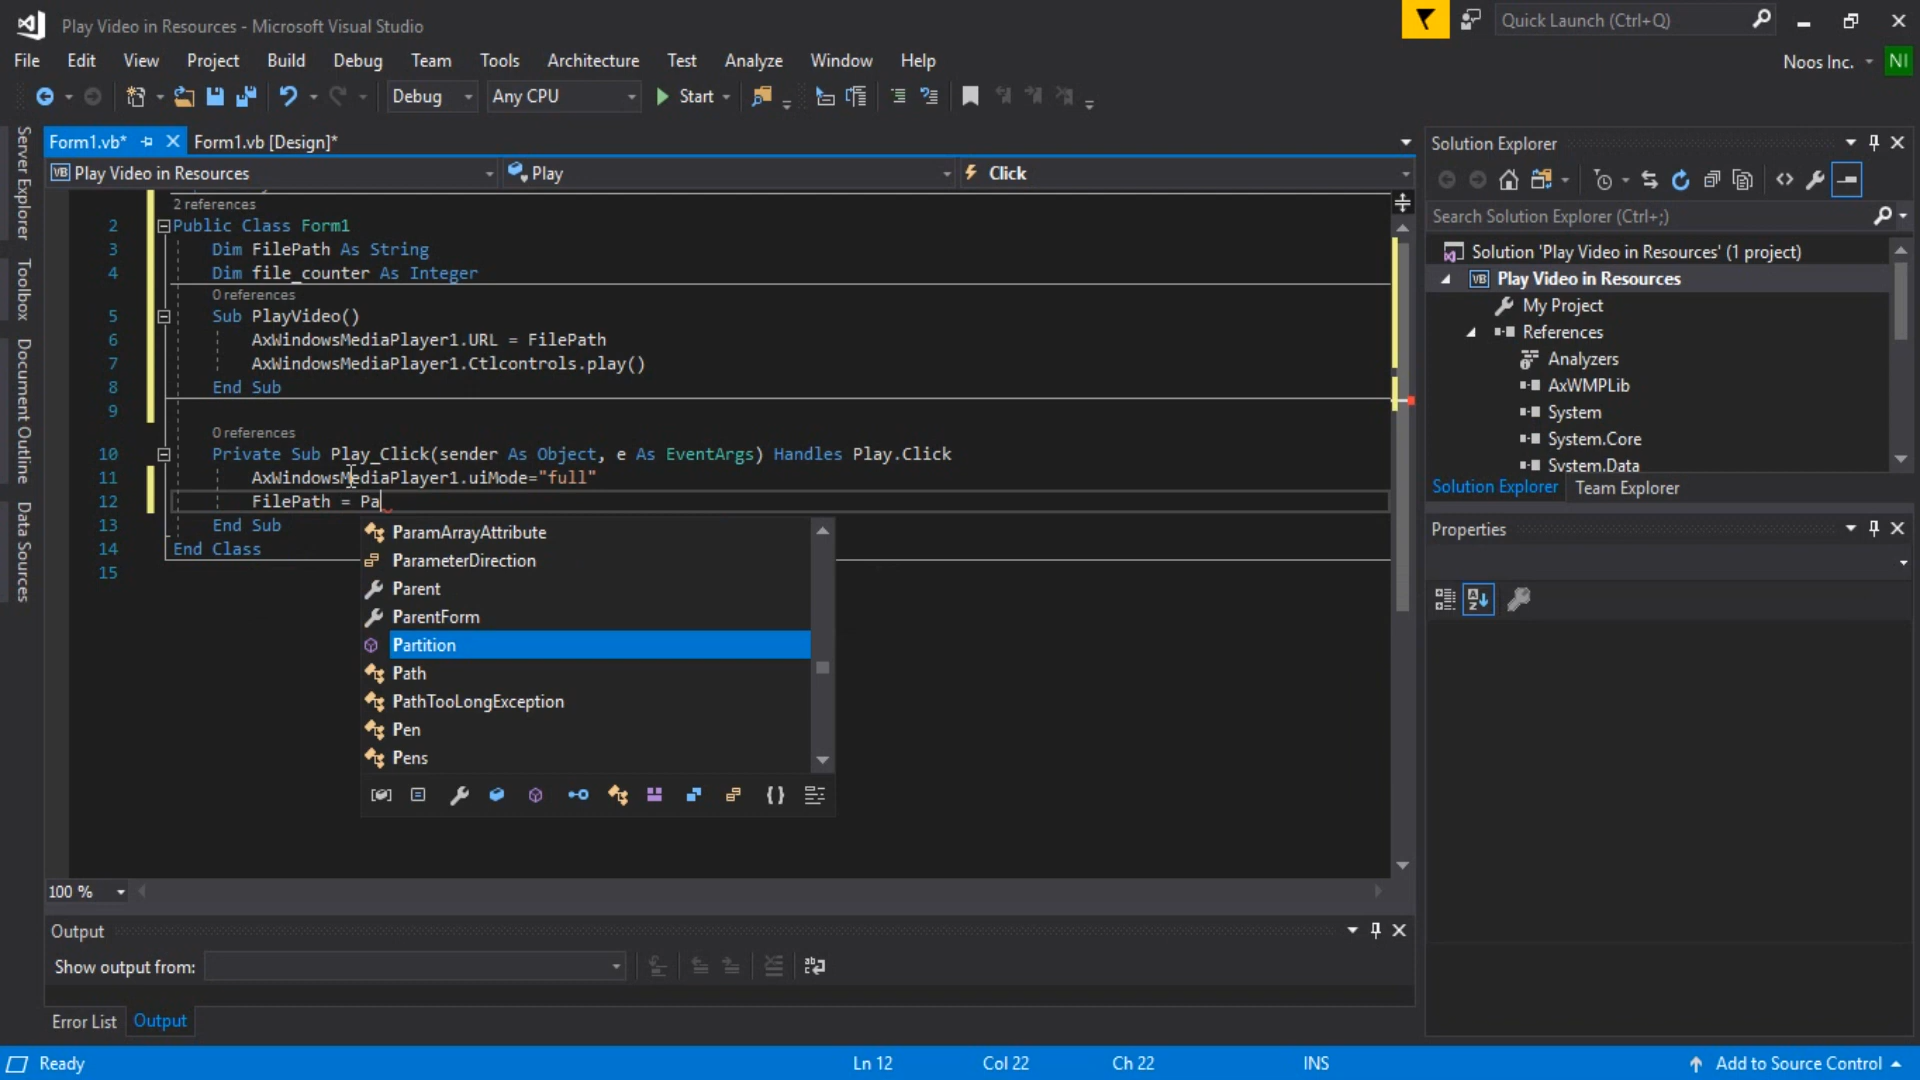 Play Video in Resources - Microsoft Visual Studio
Quick Launch (Ctrl+Q)
File Edit View Project Build Debug Team Tools Architecture Test Analyze Window Help
Noos Inc. NI
Debug Any CPU Start
Server Explorer
Toolbox
Document Outline
Data Sources
Form1.vb* Form1.vb [Design]*
VB Play Video in Resources Play Click
2 references
2 Public Class Form1
3 Dim FilePath As String
4 Dim file_counter As Integer
0 references
5 Sub PlayVideo()
6 AxWindowsMediaPlayer1.URL = FilePath
7 AxWindowsMediaPlayer1.Ctlcontrols.play()
8 End Sub
9
0 references
10 Private Sub Play_Click(sender As Object, e As EventArgs) Handles Play.Click
11 AxWindowsMediaPlayer1.uiMode="full"
12 FilePath = Pa
13 End Sub
14 End Class
15
ParamArrayAttribute
ParameterDirection
Parent
ParentForm
Partition
Path
PathTooLongException
Pen
Pens
100 %
Output
Show output from:
Error List Output
Solution Explorer
Search Solution Explorer (Ctrl+;)
Solution 'Play Video in Resources' (1 project)
VB Play Video in Resources
My Project
References
Analyzers
AxWMPLib
System
System.Core
System.Data
Solution Explorer Team Explorer
Properties
Ready Ln 12 Col 22 Ch 22 INS Add to Source Control